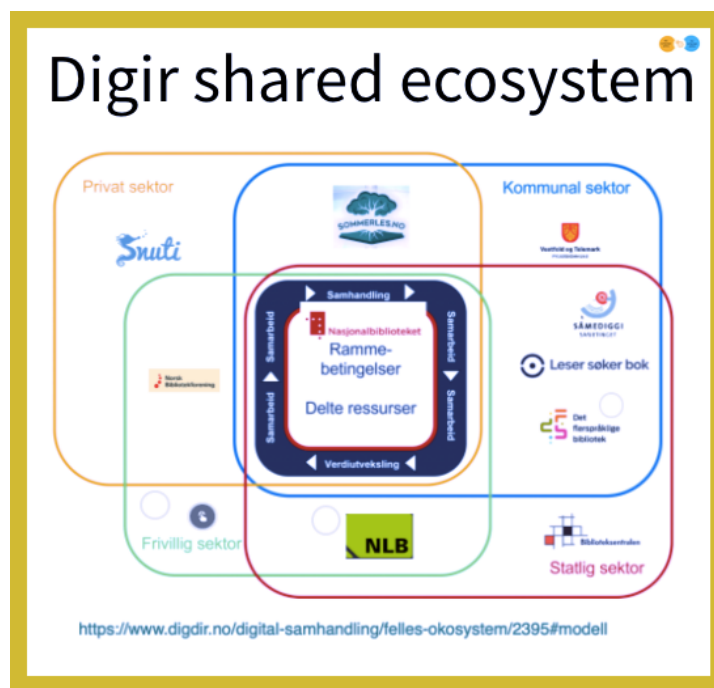 Digir shared ecosystem
Privat sektor
Kommunal sektor
SOMMERLES.NO
Snuti
Vestfold og Telemark
FYLKESKOMMUNE
Samhandling
SÁMEDIGGI
SAMETINGET
Nasjonalbiblioteket
Samarbeid
Samarbeid
Ramme-
betingelser
Leser søker bok
Norsk
Bibliotekforening
Delte ressurser
Samarbeid
Samarbeid
Det
flerspråklige
bibliotek
Verdiutveksling
NLB
Frivillig sektor
Biblioteksentralen
Statlig sektor
https://www.digdir.no/digital-samhandling/felles-okosystem/2395#modell